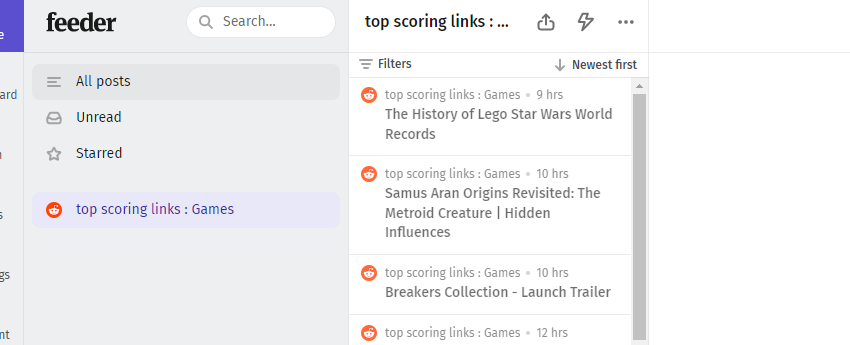 feeder
Search...
top scoring links : ...
e
Filters
Newest first
All posts
ard
top scoring links : Games • 9 hrs
The History of Lego Star Wars World
Records
Unread
n
Starred
top scoring links : Games • 10 hrs
Samus Aran Origins Revisited: The
Metroid Creature | Hidden
Influences
top scoring links : Games
s
gs
top scoring links : Games • 10 hrs
Breakers Collection - Launch Trailer
nt
top scoring links : Games • 12 hrs